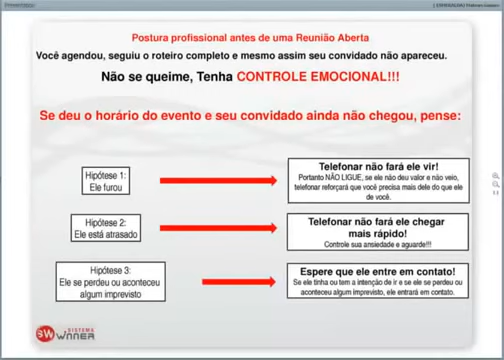 Postura profissional antes de uma Reunião Aberta
Você agendou, seguiu o roteiro completo e mesmo assim seu convidado não apareceu.
Não se queime, Tenha CONTROLE EMOCIONAL!!!
Se deu o horário do evento e seu convidado ainda não chegou, pense:
Hipótese 1:
Ele furou
Telefonar não fará ele vir!
Portanto NÃO LIGUE, se ele não deu valor e não veio,
telefonar reforçará que você precisa mais dele do que ele
de você.
Hipótese 2:
Ele está atrasado
Telefonar não fará ele chegar
mais rápido!
Controle sua ansiedade e aguarde!!!
Hipótese 3:
Ele se perdeu ou aconteceu
algum imprevisto
Espere que ele entre em contato!
Se ele tinha ou tem a intenção de ir e se ele se perdeu ou
aconteceu algum imprevisto, ele entrará em contato.
SW
SISTEMA
WINNER